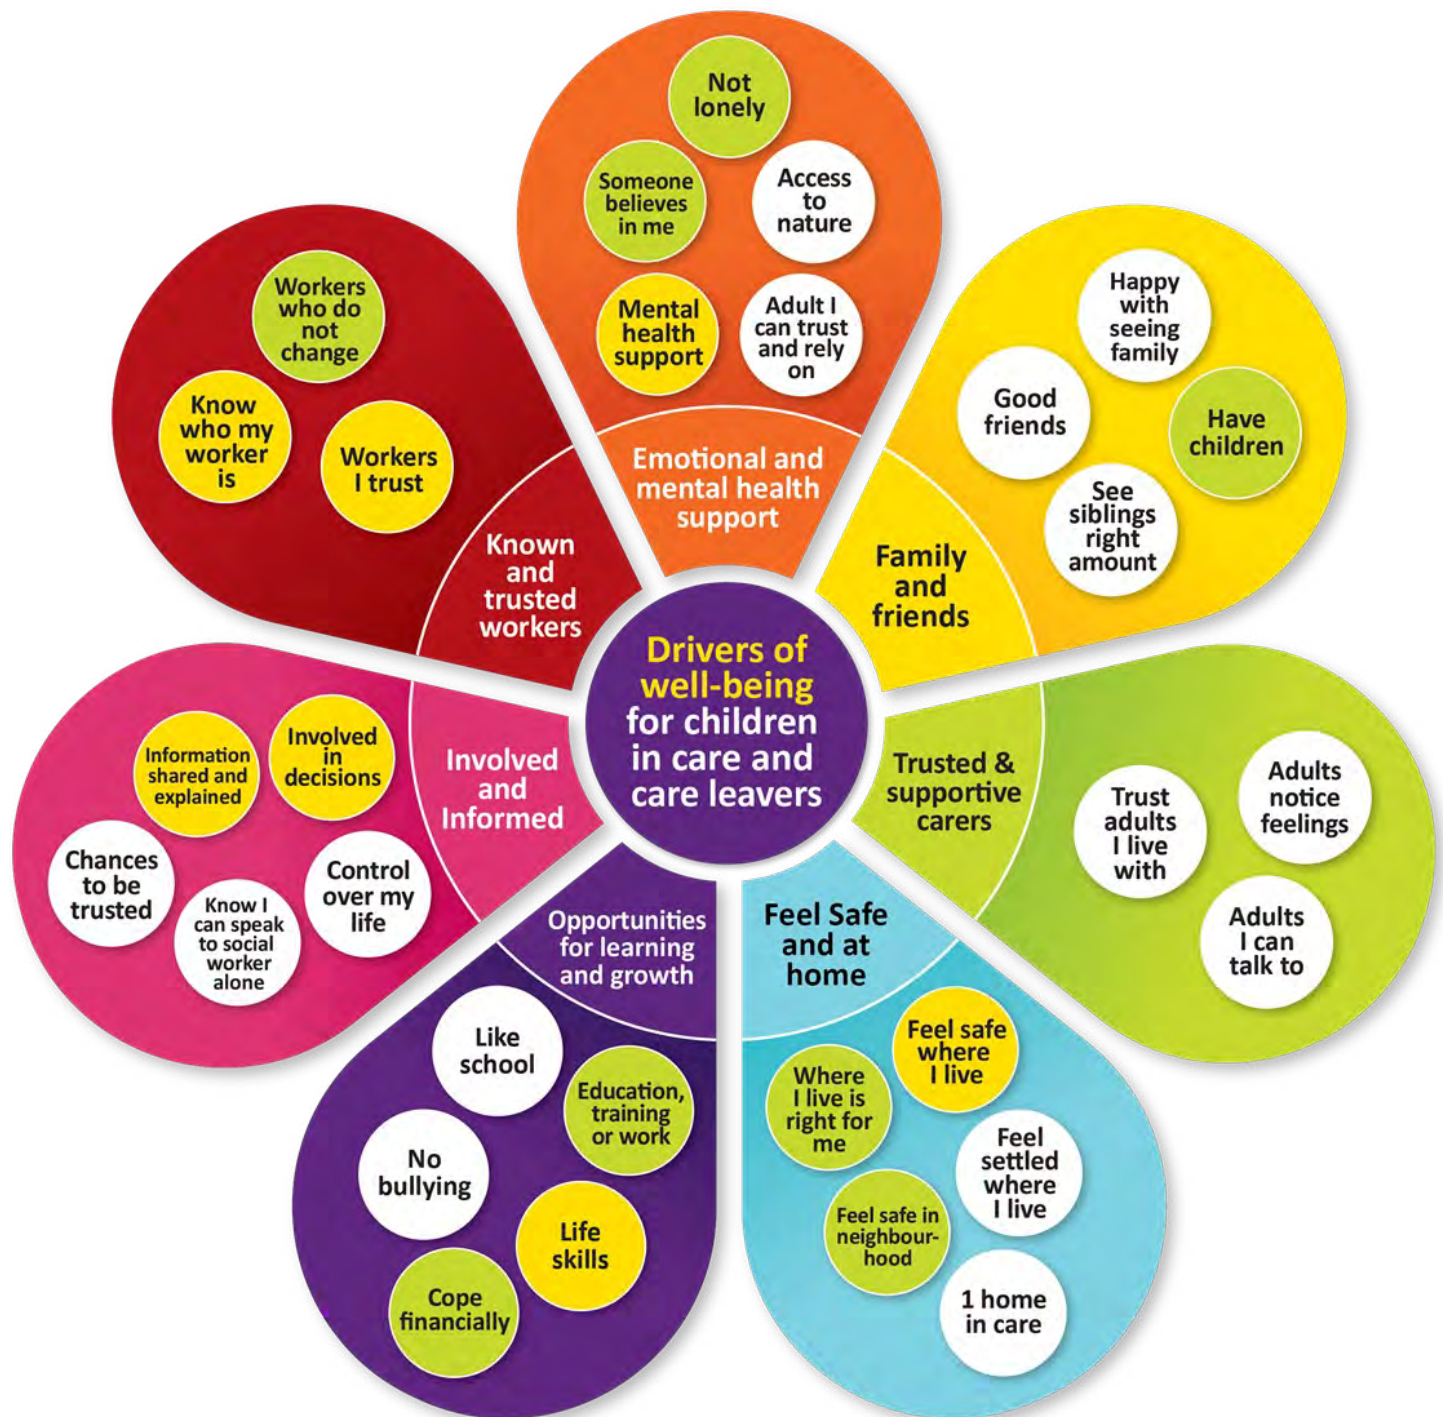 Drivers of
well-being
for children
in care and
care leavers
Emotional and
mental health
support
Not
lonely
Someone
believes
in me
Access
to
nature
Mental
health
support
Adult I
can trust
and rely
on
Family
and
friends
Happy
with
seeing
family
Good
friends
Have
children
See
siblings
right
amount
Trusted &
supportive
carers
Adults
notice
feelings
Trust
adults
I live
with
Adults
I can
talk to
Feel Safe
and at
home
Feel safe
where
I live
Where
I live is
right for
me
Feel
settled
where
I live
Feel safe in
neighbour-
hood
1 home
in care
Opportunities
for learning
and growth
Like
school
Education,
training
or work
No
bullying
Life
skills
Cope
financially
Involved
and
Informed
Information
shared and
explained
Involved
in
decisions
Chances
to be
trusted
Know I
can speak
to social
worker
alone
Control
over my
life
Known
and
trusted
workers
Workers
who do
not
change
Know
who my
worker
is
Workers
I trust